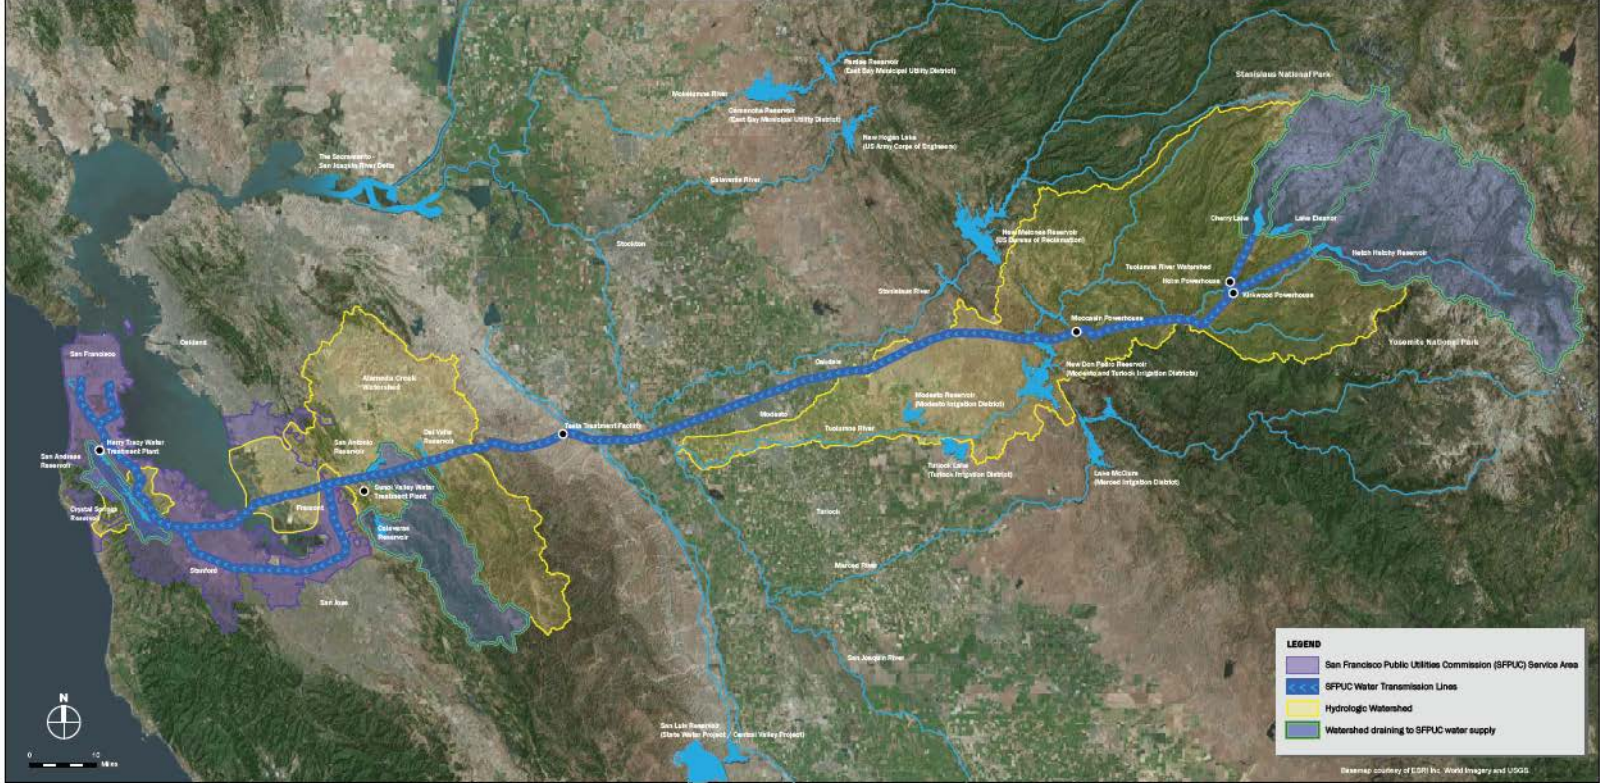 Stanislaus National Park
Pardee Reservoir
(East Bay Municipal Utility District)
Mokelumne River
Camanche Reservoir
(East Bay Municipal Utility District)
New Hogan Lake
(US Army Corps of Engineers)
The Sacramento -
San Joaquin River Delta
Calaveras River
Cherry Lake
Lake Eleanor
New Melones Reservoir
(US Bureau of Reclamation)
Stockton
Hetch Hetchy Reservoir
Tuolumne River Watershed
Holm Powerhouse
Kirkwood Powerhouse
Stanislaus River
Moccasin Powerhouse
Oakland
Yosemite National Park
San Francisco
Oakdale
New Don Pedro Reservoir
(Modesto and Turlock Irrigation Districts)
Alameda Creek
Watershed
Modesto Reservoir
(Modesto Irrigation District)
Modesto
Tesla Treatment Facility
Tuolumne River
Del Valle
Reservoir
San Antonio
Reservoir
Harry Tracy Water
Treatment Plant
San Andreas
Reservoir
Turlock Lake
(Turlock Irrigation District)
Lake McClure
(Merced Irrigation District)
Sunol Valley Water
Treatment Plant
Crystal Springs
Reservoir
Fremont
Turlock
Calaveras
Reservoir
Merced River
Stanford
San Jose
San Joaquin River
San Luis Reservoir
(State Water Project / Central Valley Project)
N
0 10
Miles
LEGEND
San Francisco Public Utilities Commission (SFPUC) Service Area
SFPUC Water Transmission Lines
Hydrologic Watershed
Watershed draining to SFPUC water supply
Basemap courtesy of ESRI Inc. World Imagery and USGS.